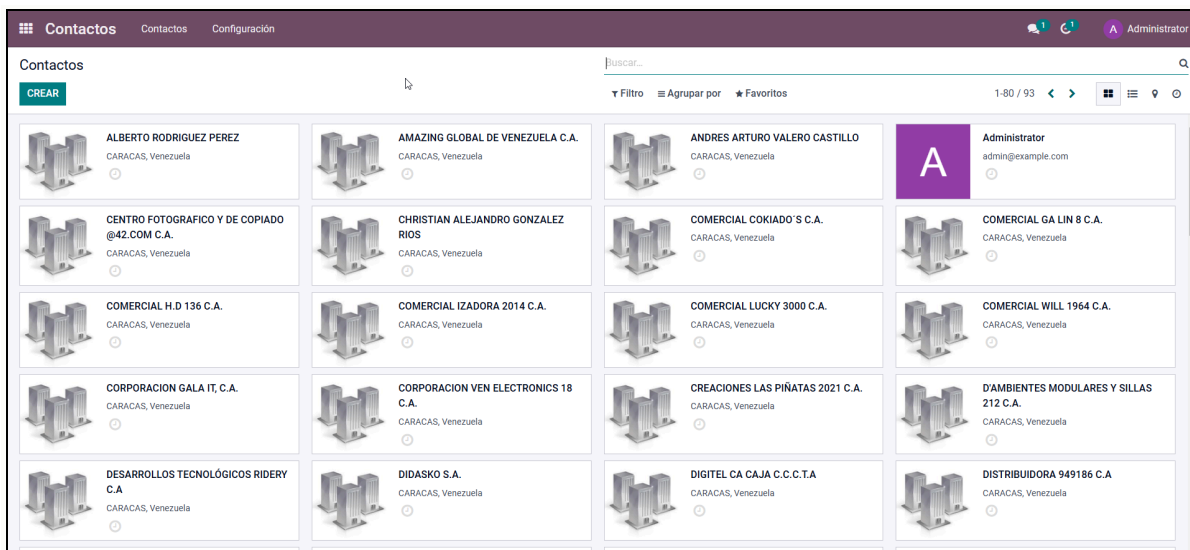 Contactos Contactos Configuración 1 1 A Administrator
Contactos
Buscar...
CREAR
Filtro Agrupar por Favoritos 1-80 / 93
ALBERTO RODRIGUEZ PEREZ
CARACAS, Venezuela
AMAZING GLOBAL DE VENEZUELA C.A.
CARACAS, Venezuela
ANDRES ARTURO VALERO CASTILLO
CARACAS, Venezuela
A
Administrator
admin@example.com
CENTRO FOTOGRAFICO Y DE COPIADO
@42.COM C.A.
CARACAS, Venezuela
CHRISTIAN ALEJANDRO GONZALEZ
RIOS
CARACAS, Venezuela
COMERCIAL COKIADO´S C.A.
CARACAS, Venezuela
COMERCIAL GA LIN 8 C.A.
CARACAS, Venezuela
COMERCIAL H.D 136 C.A.
CARACAS, Venezuela
COMERCIAL IZADORA 2014 C.A.
CARACAS, Venezuela
COMERCIAL LUCKY 3000 C.A.
CARACAS, Venezuela
COMERCIAL WILL 1964 C.A.
CARACAS, Venezuela
CORPORACION GALA IT, C.A.
CARACAS, Venezuela
CORPORACION VEN ELECTRONICS 18
C.A.
CARACAS, Venezuela
CREACIONES LAS PIÑATAS 2021 C.A.
CARACAS, Venezuela
D'AMBIENTES MODULARES Y SILLAS
212 C.A.
CARACAS, Venezuela
DESARROLLOS TECNOLÓGICOS RIDERY
C.A
CARACAS, Venezuela
DIDASKO S.A.
CARACAS, Venezuela
DIGITEL CA CAJA C.C.C.T.A
CARACAS, Venezuela
DISTRIBUIDORA 949186 C.A
CARACAS, Venezuela